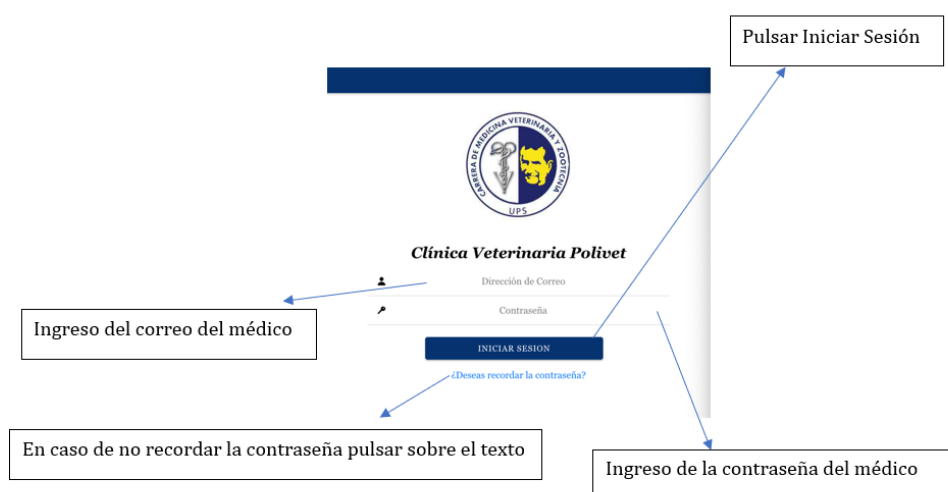 Pulsar Iniciar Sesión
CARRERA DE MEDICINA VETERINARIA Y ZOOTECNIA
UPS
Clínica Veterinaria Polivet
Dirección de Correo
Contraseña
Ingreso del correo del médico
INICIAR SESION
¿Deseas recordar la contraseña?
En caso de no recordar la contraseña pulsar sobre el texto
Ingreso de la contraseña del médico